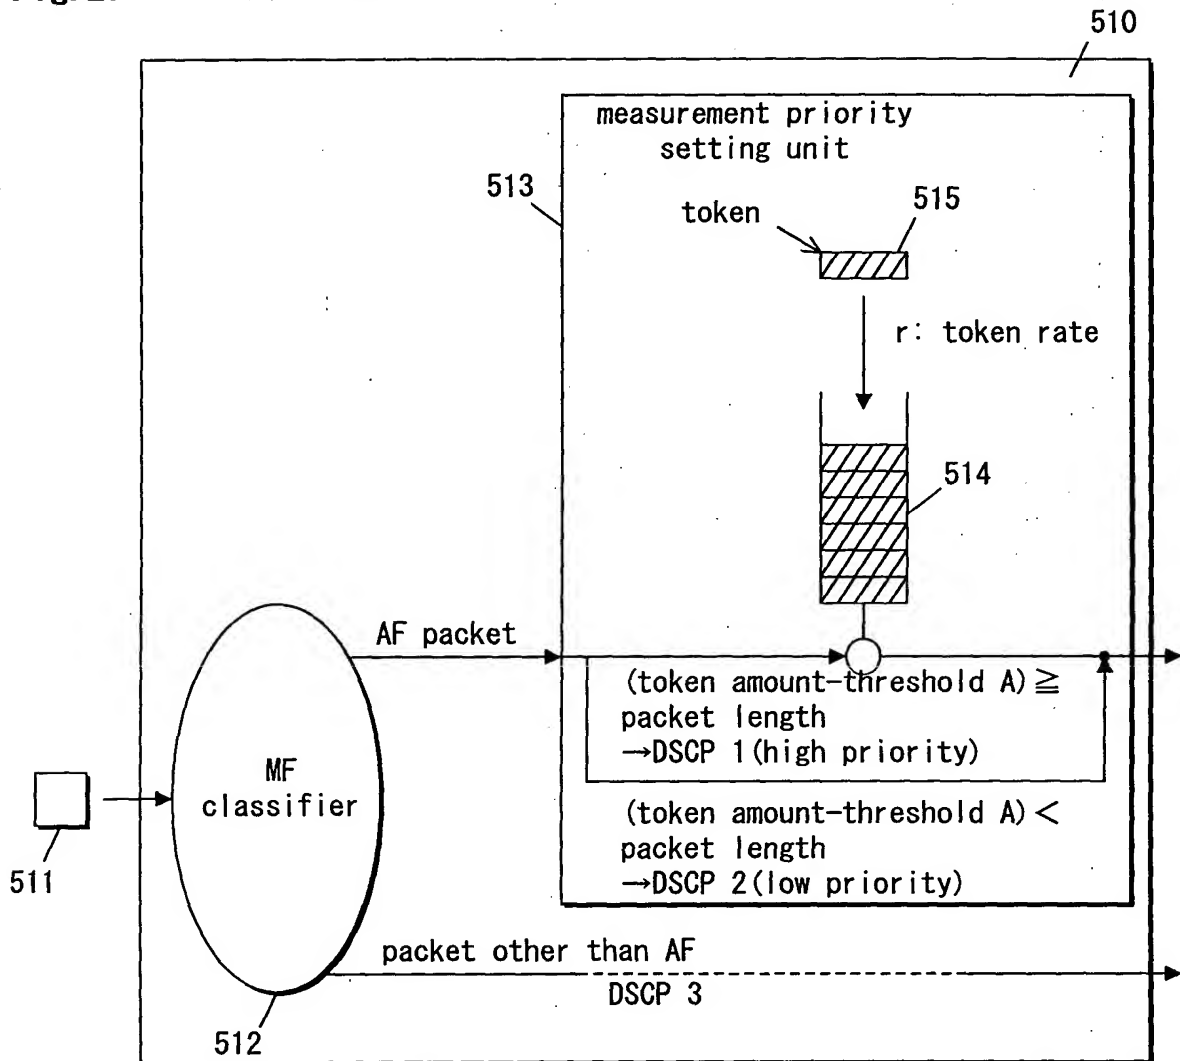 510
measurement priority
setting unit
513
515
token
r: token rate
514
AF packet
(token amount-threshold A)≧
packet length
→DSCP 1(high priority)
MF
classifier
(token amount-threshold A)<
packet length
→DSCP 2(low priority)
511
packet other than AF
DSCP 3
512